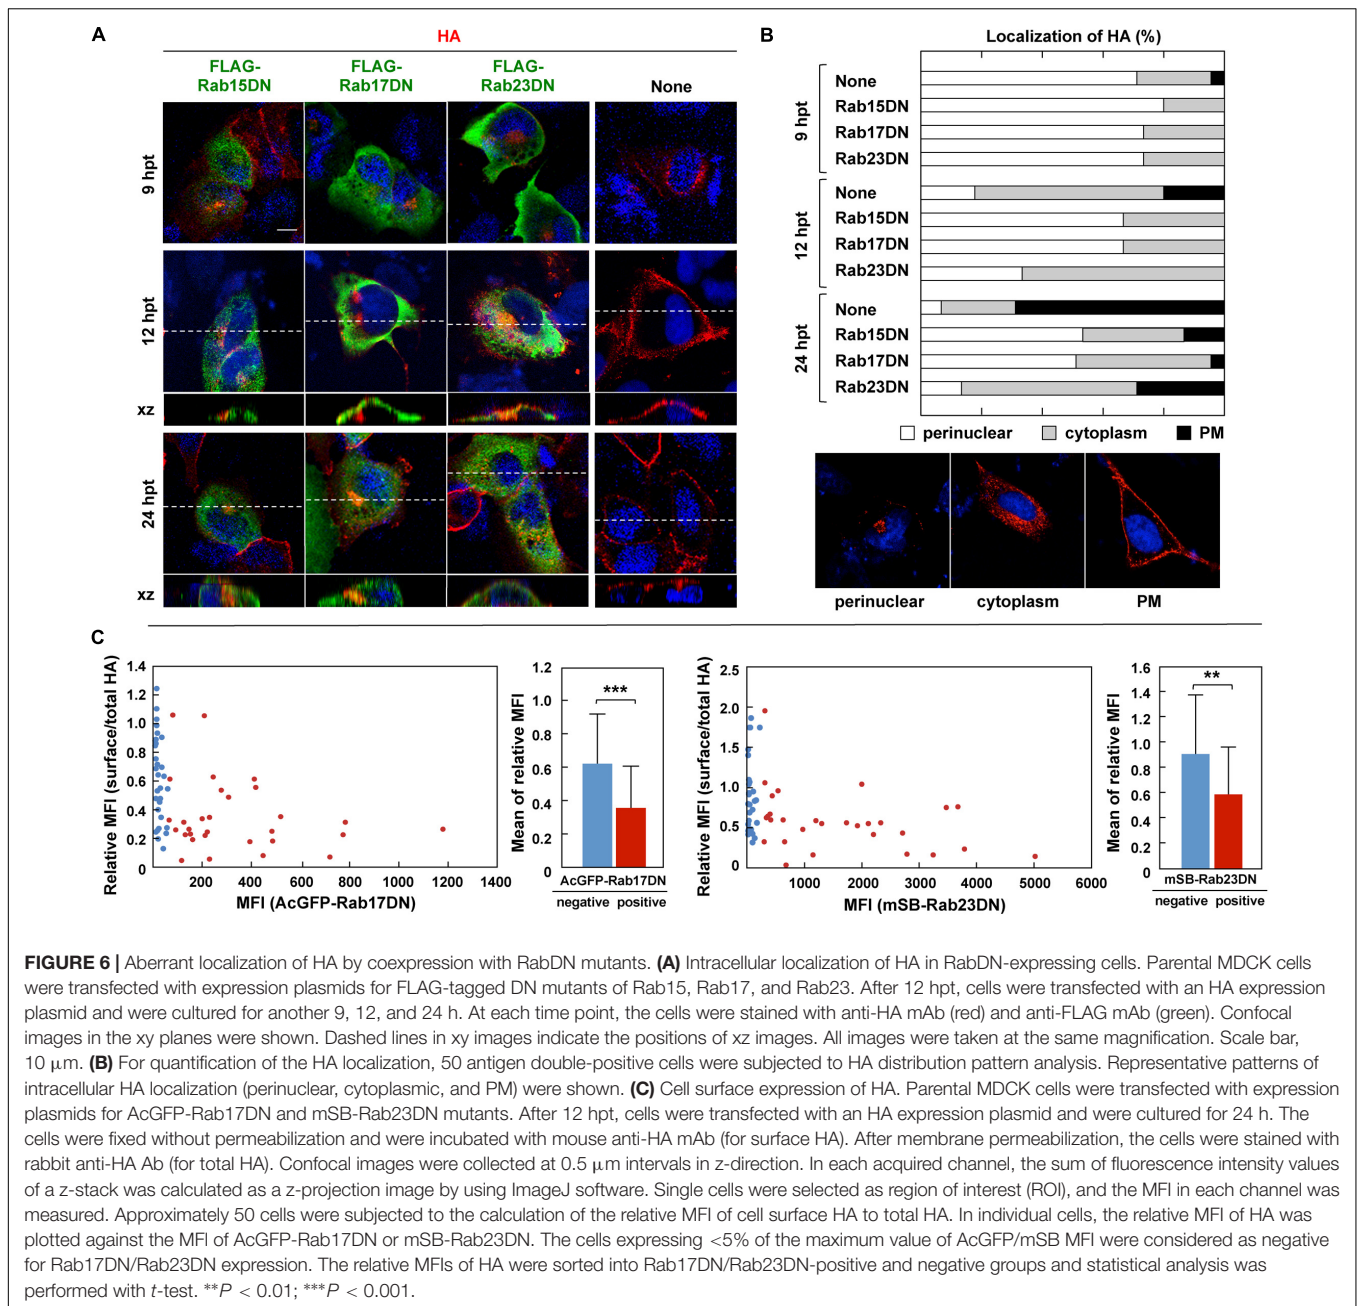 A
HA
FLAG-
Rab15DN
FLAG-
Rab17DN
FLAG-
Rab23DN
None
9 hpt
12 hpt
xz
24 hpt
xz
B
Localization of HA (%)
9 hpt
None
Rab15DN
Rab17DN
Rab23DN
12 hpt
None
Rab15DN
Rab17DN
Rab23DN
24 hpt
None
Rab15DN
Rab17DN
Rab23DN
perinuclear cytoplasm PM
perinuclear cytoplasm PM
C
Relative MFI (surface/total HA)
1.4
1.2
1.0
0.8
0.6
0.4
0.2
0
200 400 600 800 1000 1200 1400
MFI (AcGFP-Rab17DN)
Mean of relative MFI
1.2
1.0
0.8
0.6
0.4
0.2
0
***
AcGFP-Rab17DN
negative positive
Relative MFI (surface/total HA)
2.5
2.0
1.5
1.0
0.5
0
1000 2000 3000 4000 5000 6000
MFI (mSB-Rab23DN)
Mean of relative MFI
1.6
1.4
1.2
1.0
0.8
0.6
0.4
0.2
0
**
mSB-Rab23DN
negative positive
FIGURE 6 | Aberrant localization of HA by coexpression with RabDN mutants. (A) Intracellular localization of HA in RabDN-expressing cells. Parental MDCK cells
were transfected with expression plasmids for FLAG-tagged DN mutants of Rab15, Rab17, and Rab23. After 12 hpt, cells were transfected with an HA expression
plasmid and were cultured for another 9, 12, and 24 h. At each time point, the cells were stained with anti-HA mAb (red) and anti-FLAG mAb (green). Confocal
images in the xy planes were shown. Dashed lines in xy images indicate the positions of xz images. All images were taken at the same magnification. Scale bar,
10 μm. (B) For quantification of the HA localization, 50 antigen double-positive cells were subjected to HA distribution pattern analysis. Representative patterns of
intracellular HA localization (perinuclear, cytoplasmic, and PM) were shown. (C) Cell surface expression of HA. Parental MDCK cells were transfected with expression
plasmids for AcGFP-Rab17DN and mSB-Rab23DN mutants. After 12 hpt, cells were transfected with an HA expression plasmid and were cultured for 24 h. The
cells were fixed without permeabilization and were incubated with mouse anti-HA mAb (for surface HA). After membrane permeabilization, the cells were stained with
rabbit anti-HA Ab (for total HA). Confocal images were collected at 0.5 μm intervals in z-direction. In each acquired channel, the sum of fluorescence intensity values
of a z-stack was calculated as a z-projection image by using ImageJ software. Single cells were selected as region of interest (ROI), and the MFI in each channel was
measured. Approximately 50 cells were subjected to the calculation of the relative MFI of cell surface HA to total HA. In individual cells, the relative MFI of HA was
plotted against the MFI of AcGFP-Rab17DN or mSB-Rab23DN. The cells expressing <5% of the maximum value of AcGFP/mSB MFI were considered as negative
for Rab17DN/Rab23DN expression. The relative MFIs of HA were sorted into Rab17DN/Rab23DN-positive and negative groups and statistical analysis was
performed with t-test. **P < 0.01; ***P < 0.001.